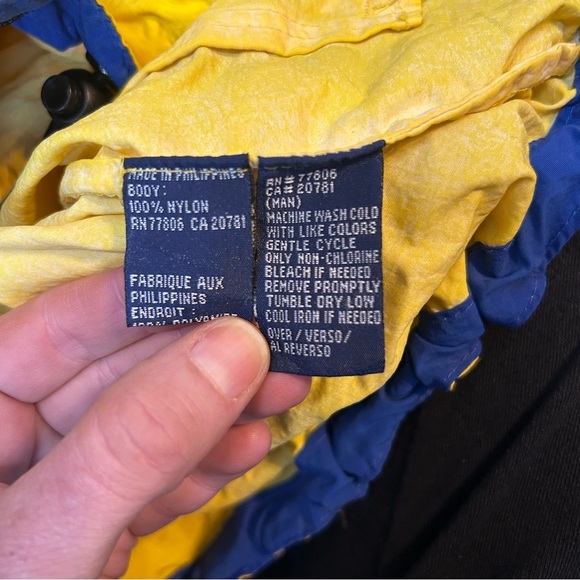 MADE IN PHILIPPINES
BODY:
100% NYLON
RN 77806 CA 20781
FABRIQUE AUX
PHILIPPINES
ENDROIT :
100% POLYAMIDE
RN# 77806
CA# 20781
(MAN)
MACHINE WASH COLD
WITH LIKE COLORS
GENTLE CYCLE
ONLY NON-CHLORINE
BLEACH IF NEEDED
REMOVE PROMPTLY
TUMBLE DRY LOW
COOL IRON IF NEEDED
OVER / VERSO /
AL REVERSO